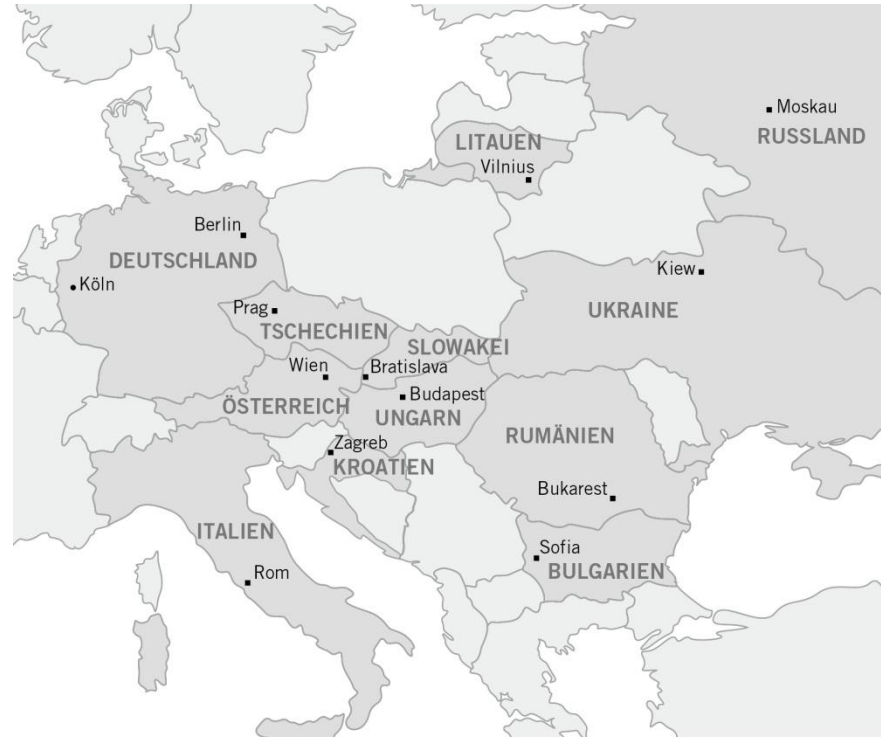 Moskau
RUSSLAND
LITAUEN
Vilnius
Berlin
DEUTSCHLAND
Köln
Kiew
UKRAINE
Prag
TSCHECHIEN
SLOWAKEI
Wien
Bratislava
ÖSTERREICH
Budapest
UNGARN
Zagreb
KROATIEN
RUMÄNIEN
Bukarest
ITALIEN
Rom
Sofia
BULGARIEN